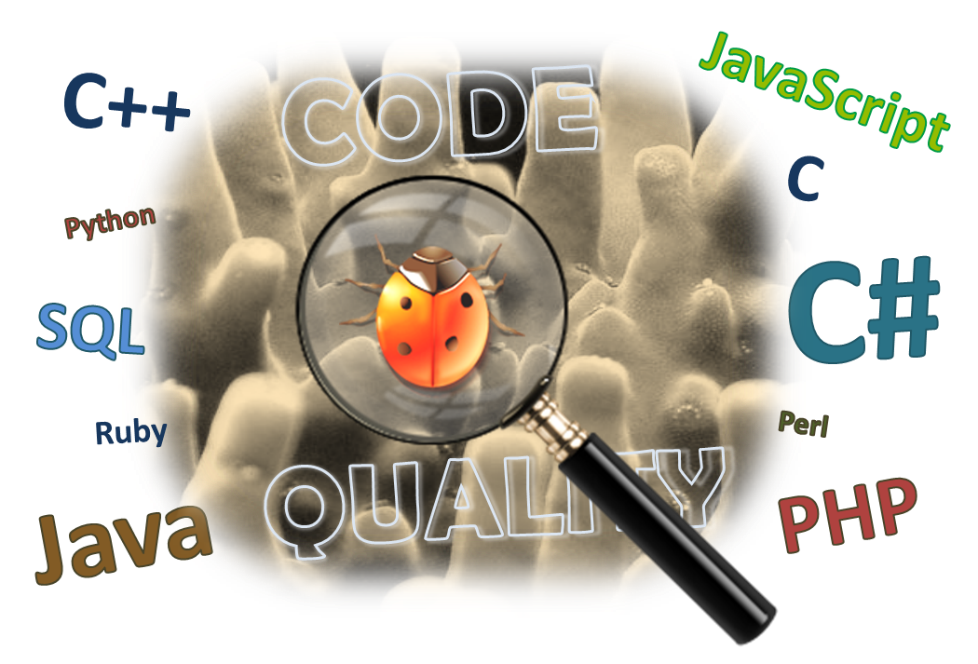 CODE
QUALITY
C++
Python
SQL
Ruby
Java
JavaScript
C
C#
Perl
PHP